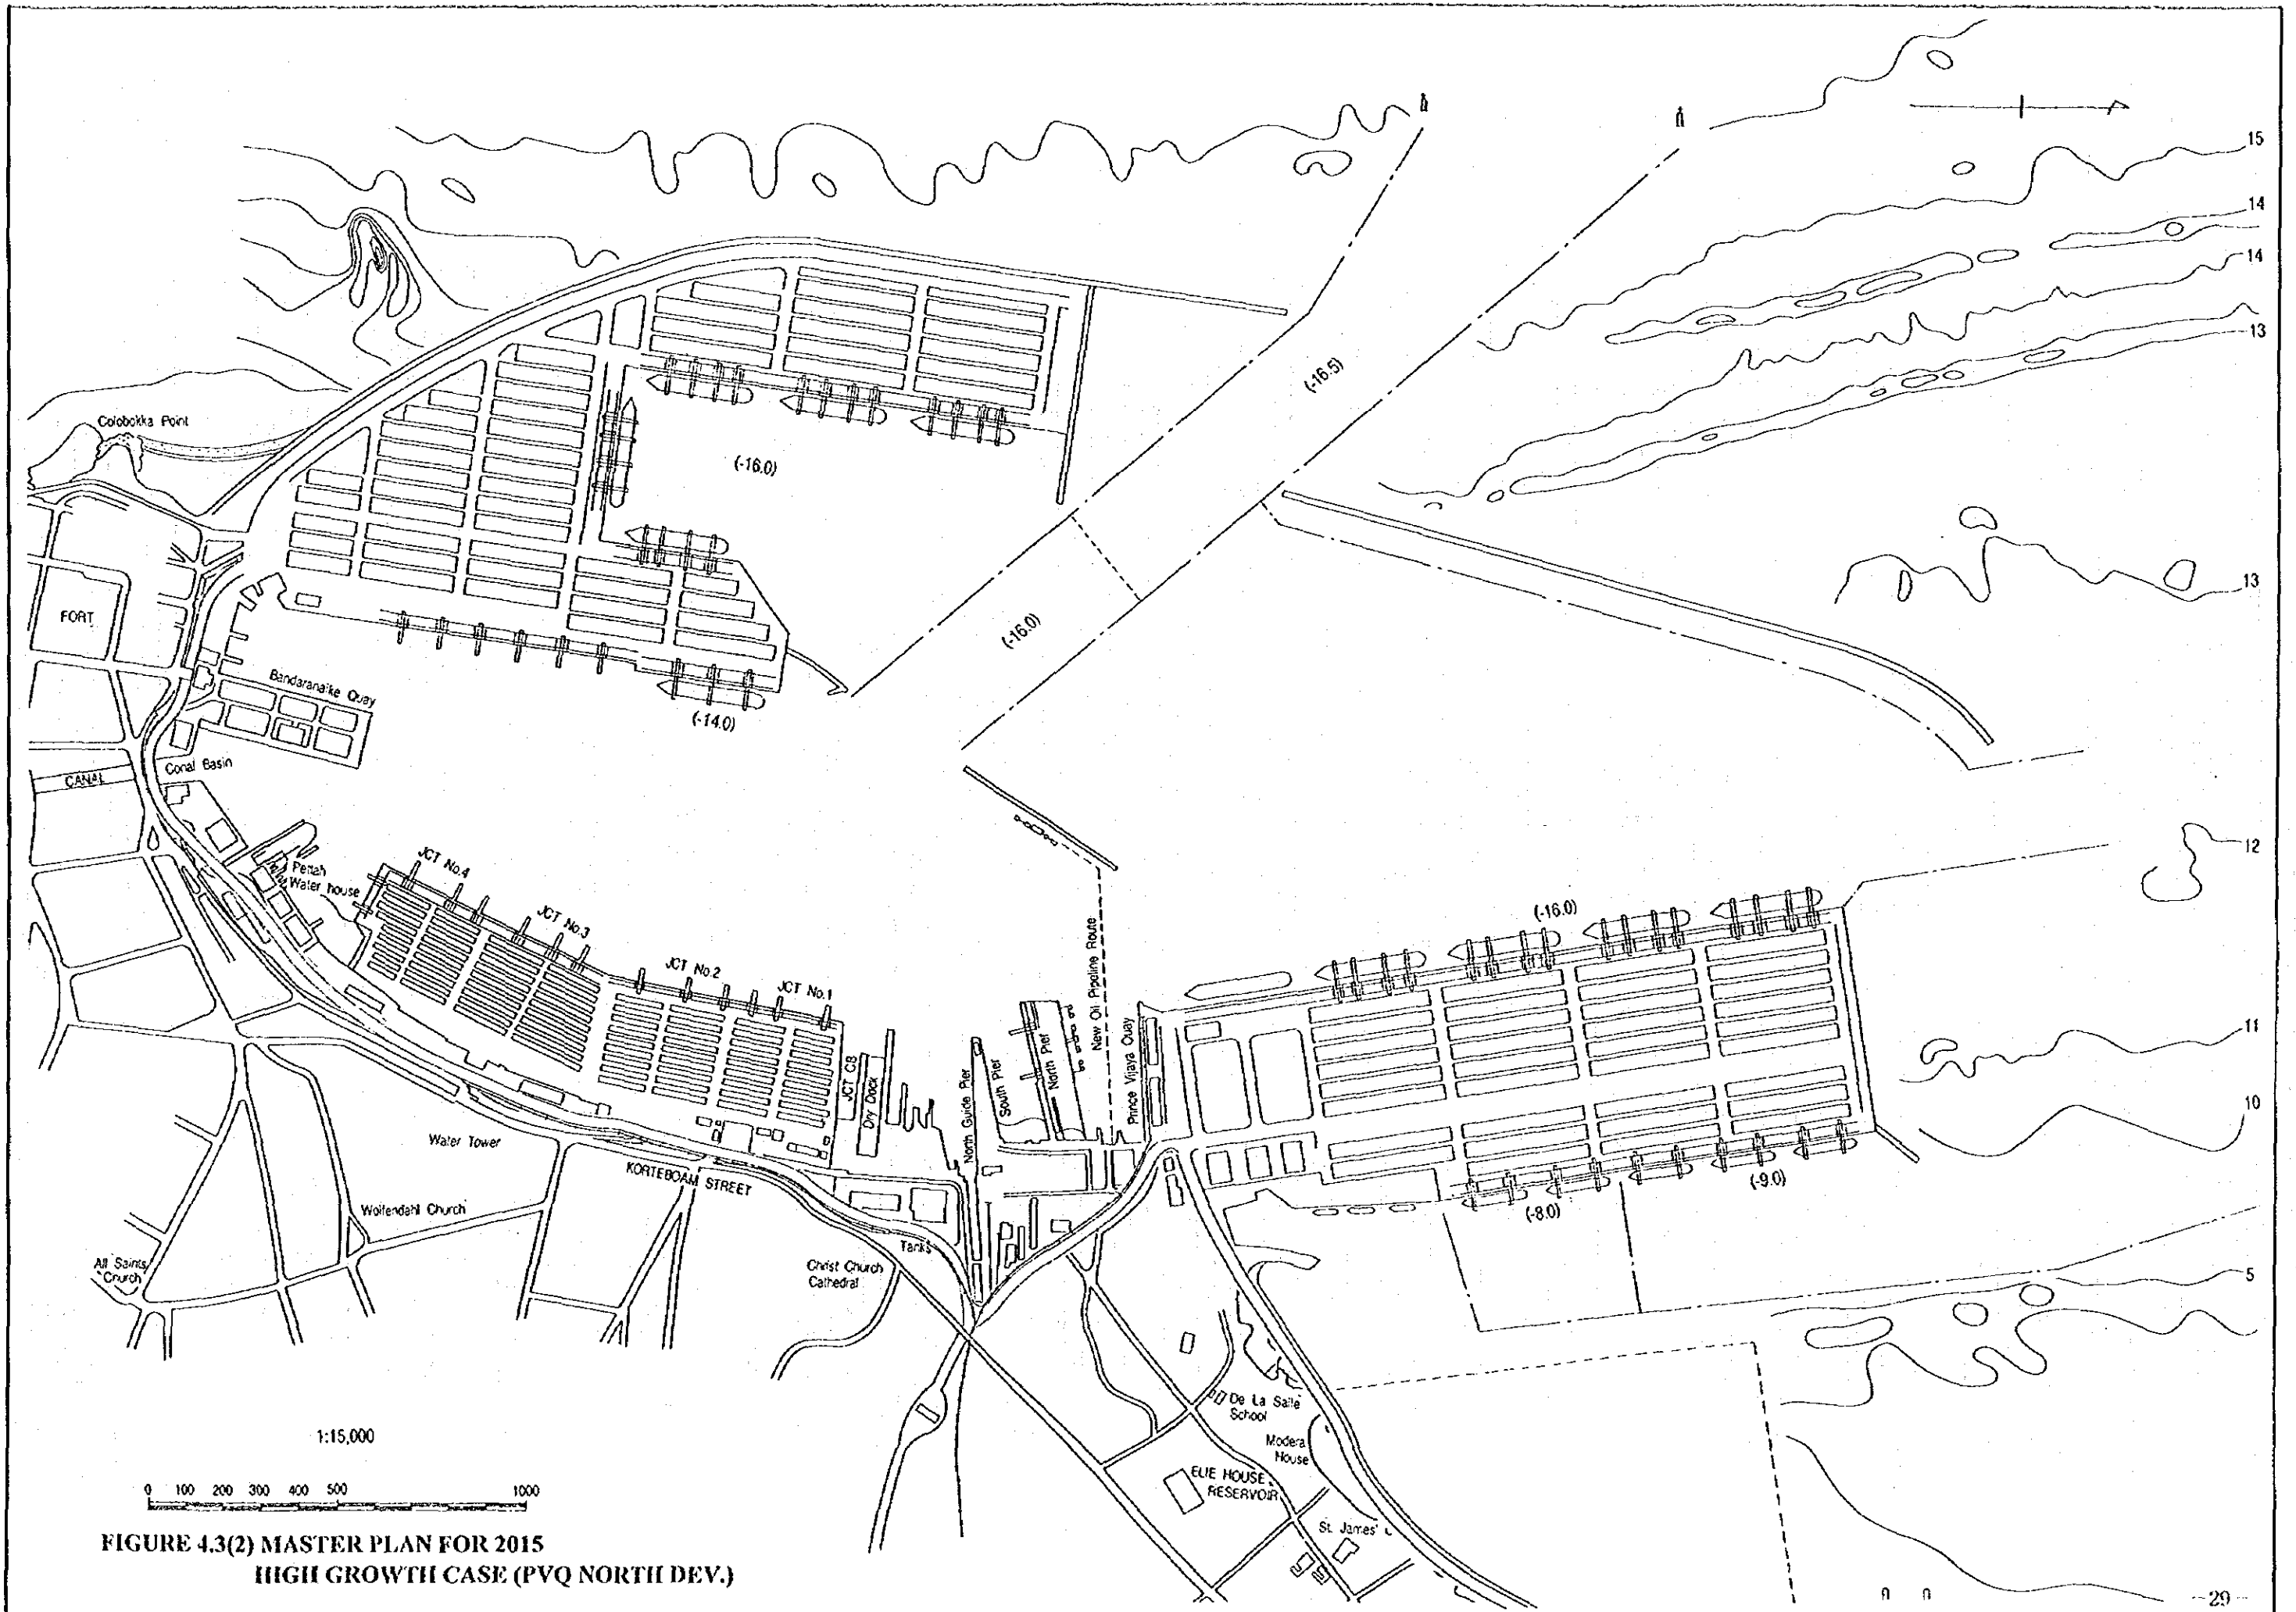 15
14
14
(-16.5)
13
Colobokka Point
(-16.0)
13
FORT
(-16.0)
Bandaranaike Quay
(-14.0)
Conal Basin
CANAL
12
JCT No.4
Pettah
Water house
JCT No.3
(-16.0)
JCT No.2
JCT No.1
New Oil Pipeline Route
11
JCT CS
Dry Dock
North Guide Pier
South Pier
North Pier
Prince Vijaya Quay
10
Water Tower
KORTEBOAM STREET
(-9.0)
Wolfendahl Church
(-8.0)
Tanks
All Saints
Church
Christ Church
Cathedral
5
De La Salle
School
1:15,000
Modera
House
ELIE HOUSE
RESERVOIR
0 100 200 300 400 500 1000
St. James'
FIGURE 4.3(2) MASTER PLAN FOR 2015
HIGH GROWTH CASE (PVQ NORTH DEV.)
-29-